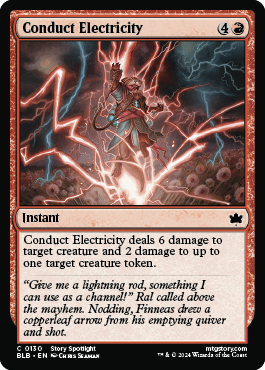 Conduct Electricity 4
Instant
Conduct Electricity deals 6 damage to
target creature and 2 damage to up to
one target creature token.
“Give me a lightning rod, something I
can use as a channel!” Ral called above
the mayhem. Nodding, Finneas drew a
copperleaf arrow from his emptying quiver
and shot.
C 0130 Story Spotlight mtgstory.com
BLB • EN Chris Seaman ™ & © 2024 Wizards of the Coast